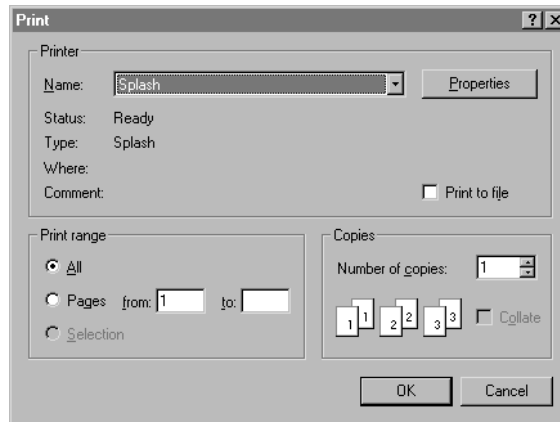 Print
Printer
Name: Splash Properties
Status: Ready
Type: Splash
Where:
Comment: Print to file
Print range
All
Pages from: 1 to:
Selection
Copies
Number of copies: 1
1 1 2 2 3 3 Collate
OK Cancel